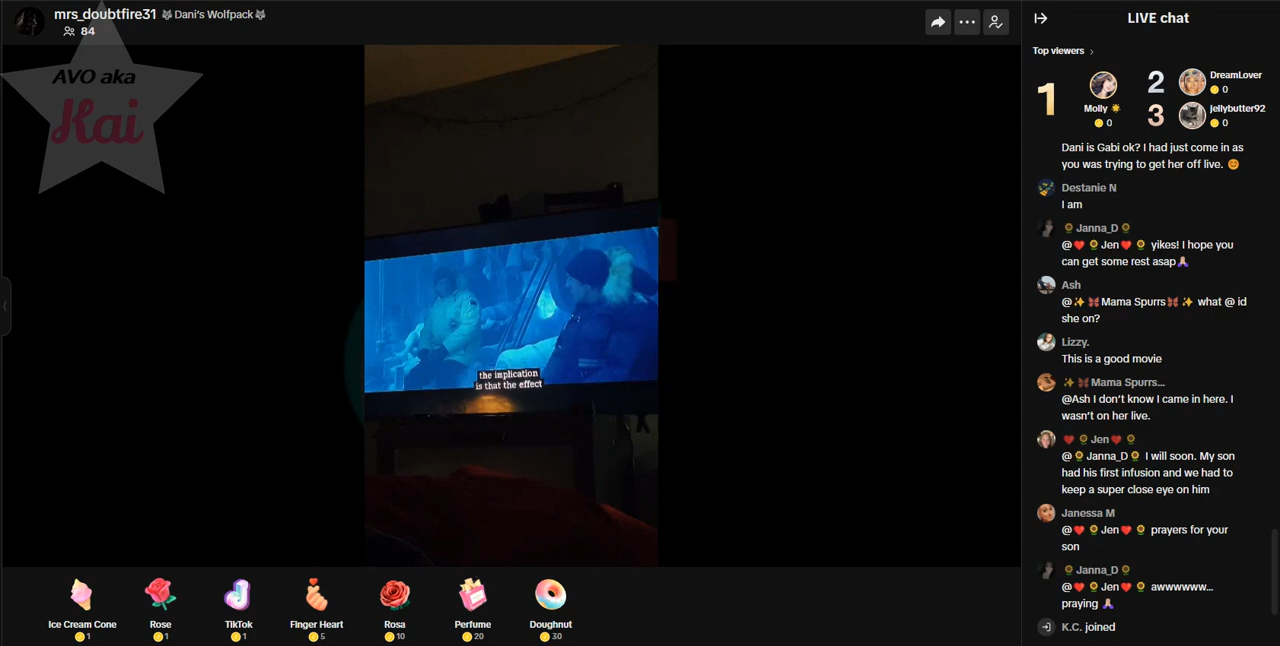 mrs_doubtfire31 🐺Dani's Wolfpack🐺
84
AVO aka
Kai
the implication
is that the effect
Ice Cream Cone
1
Rose
1
TikTok
1
Finger Heart
5
Rosa
10
Perfume
20
Doughnut
30
LIVE chat
Top viewers >
1
Molly ☀️
0
2
DreamLover
0
3
jellybutter92
0
Dani is Gabi ok? I had just come in as
you was trying to get her off live. 😊
Destanie N
I am
🌻Janna_D🌻
@❤️🌻Jen❤️🌻 yikes! I hope you
can get some rest asap🙏🏼
Ash
@✨🦋Mama Spurrs🦋✨ what @ id
she on?
Lizzy.
This is a good movie
✨🦋Mama Spurrs...
@Ash I don't know I came in here. I
wasn't on her live.
❤️🌻Jen❤️🌻
@🌻Janna_D🌻 I will soon. My son
had his first infusion and we had to
keep a super close eye on him
Janessa M
@❤️🌻Jen❤️🌻 prayers for your
son
🌻Janna_D🌻
@❤️🌻Jen❤️🌻 awwwwww...
praying 🙏🏼
K.C. joined